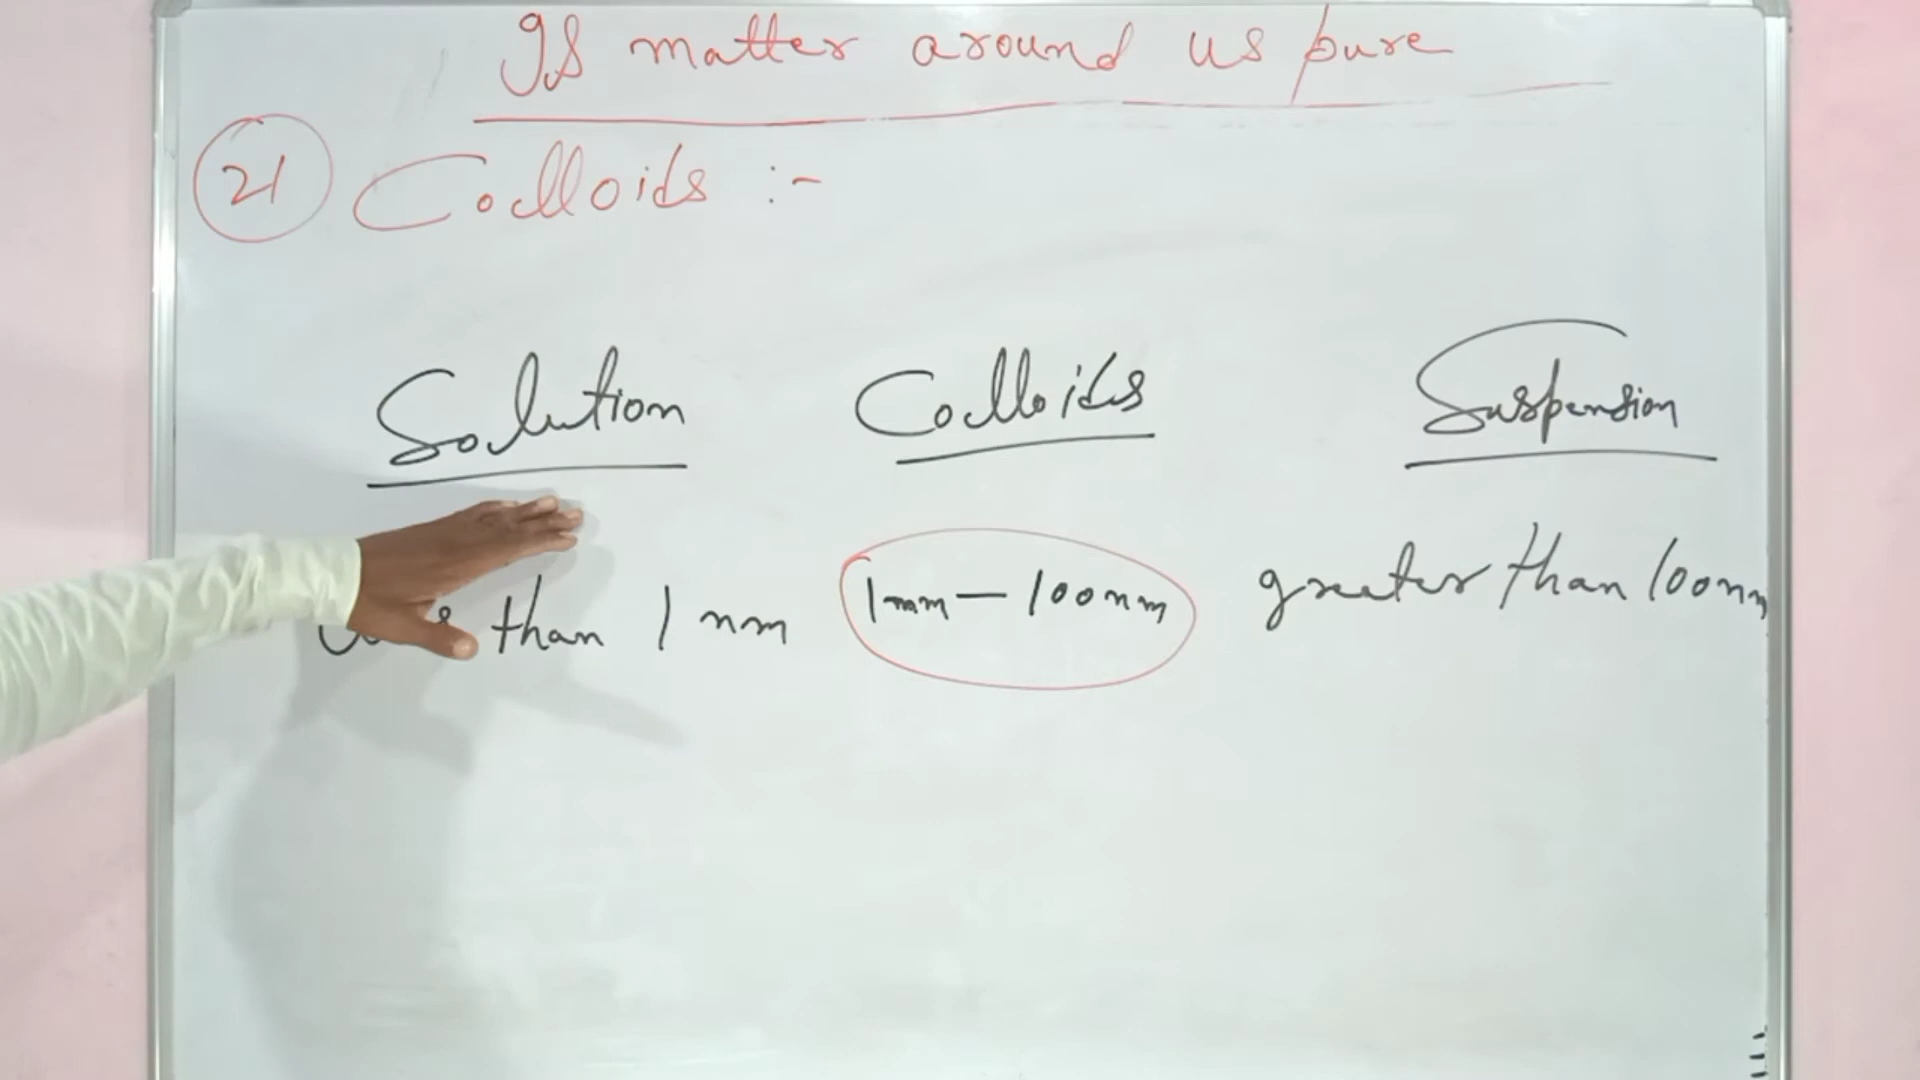 Is matter around us pure
21 Colloids :-
Solution Colloids Suspension
than 1 nm 1nm - 100nm greater than 100nm